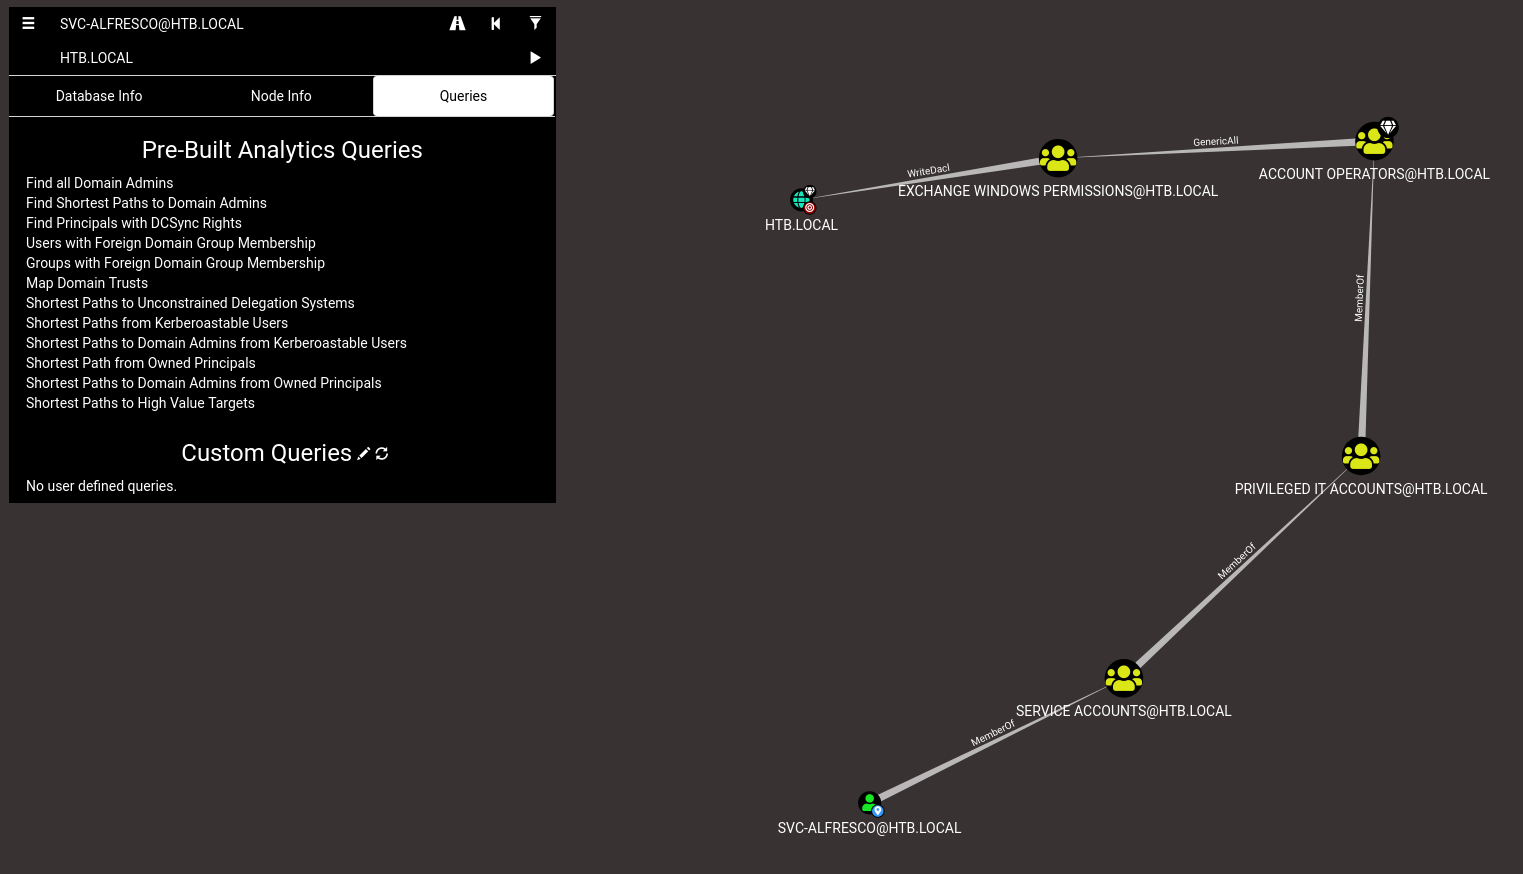 SVC-ALFRESCO@HTB.LOCAL
HTB.LOCAL
Database Info
Node Info
Queries
Pre-Built Analytics Queries
Find all Domain Admins
Find Shortest Paths to Domain Admins
Find Principals with DCSync Rights
Users with Foreign Domain Group Membership
Groups with Foreign Domain Group Membership
Map Domain Trusts
Shortest Paths to Unconstrained Delegation Systems
Shortest Paths from Kerberoastable Users
Shortest Paths to Domain Admins from Kerberoastable Users
Shortest Path from Owned Principals
Shortest Paths to Domain Admins from Owned Principals
Shortest Paths to High Value Targets
Custom Queries
No user defined queries.
GenericAll
WriteDacl
ACCOUNT OPERATORS@HTB.LOCAL
EXCHANGE WINDOWS PERMISSIONS@HTB.LOCAL
HTB.LOCAL
MemberOf
PRIVILEGED IT ACCOUNTS@HTB.LOCAL
MemberOf
SERVICE ACCOUNTS@HTB.LOCAL
MemberOf
SVC-ALFRESCO@HTB.LOCAL